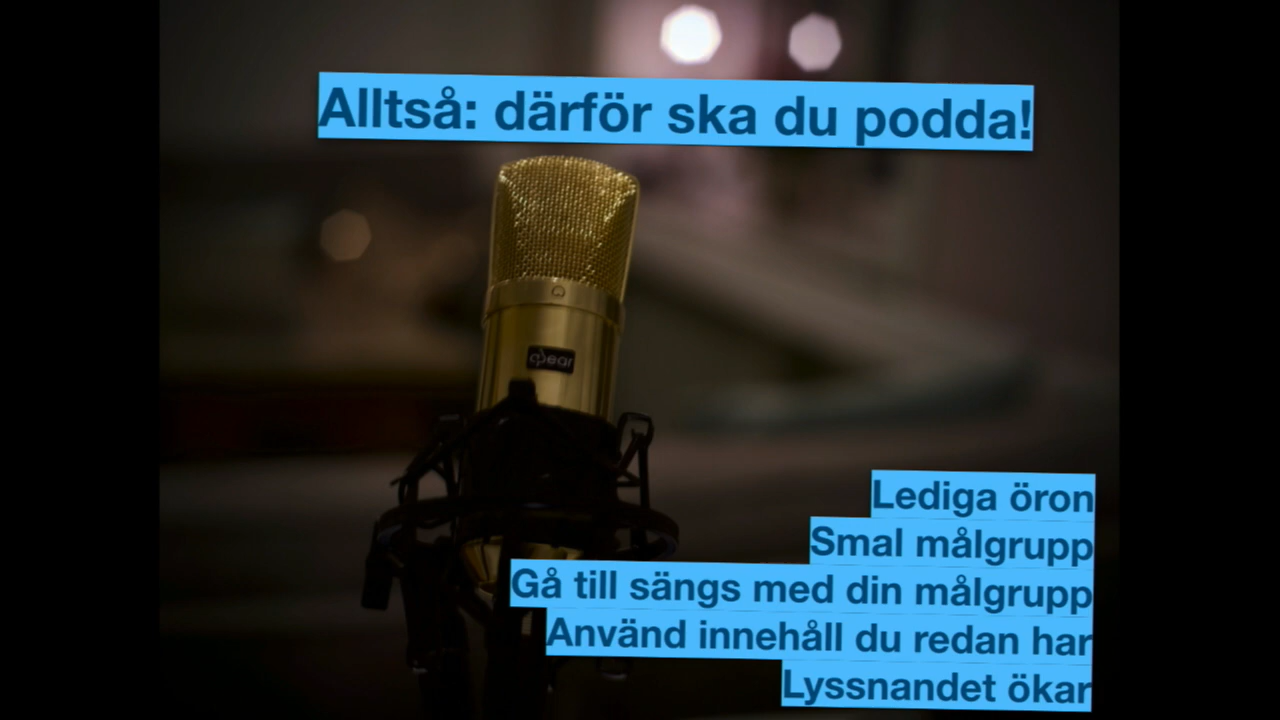 Alltså: därför ska du podda!
pear
Lediga öron
Smal målgrupp
Gå till sängs med din målgrupp
Använd innehåll du redan har
Lyssnandet ökar